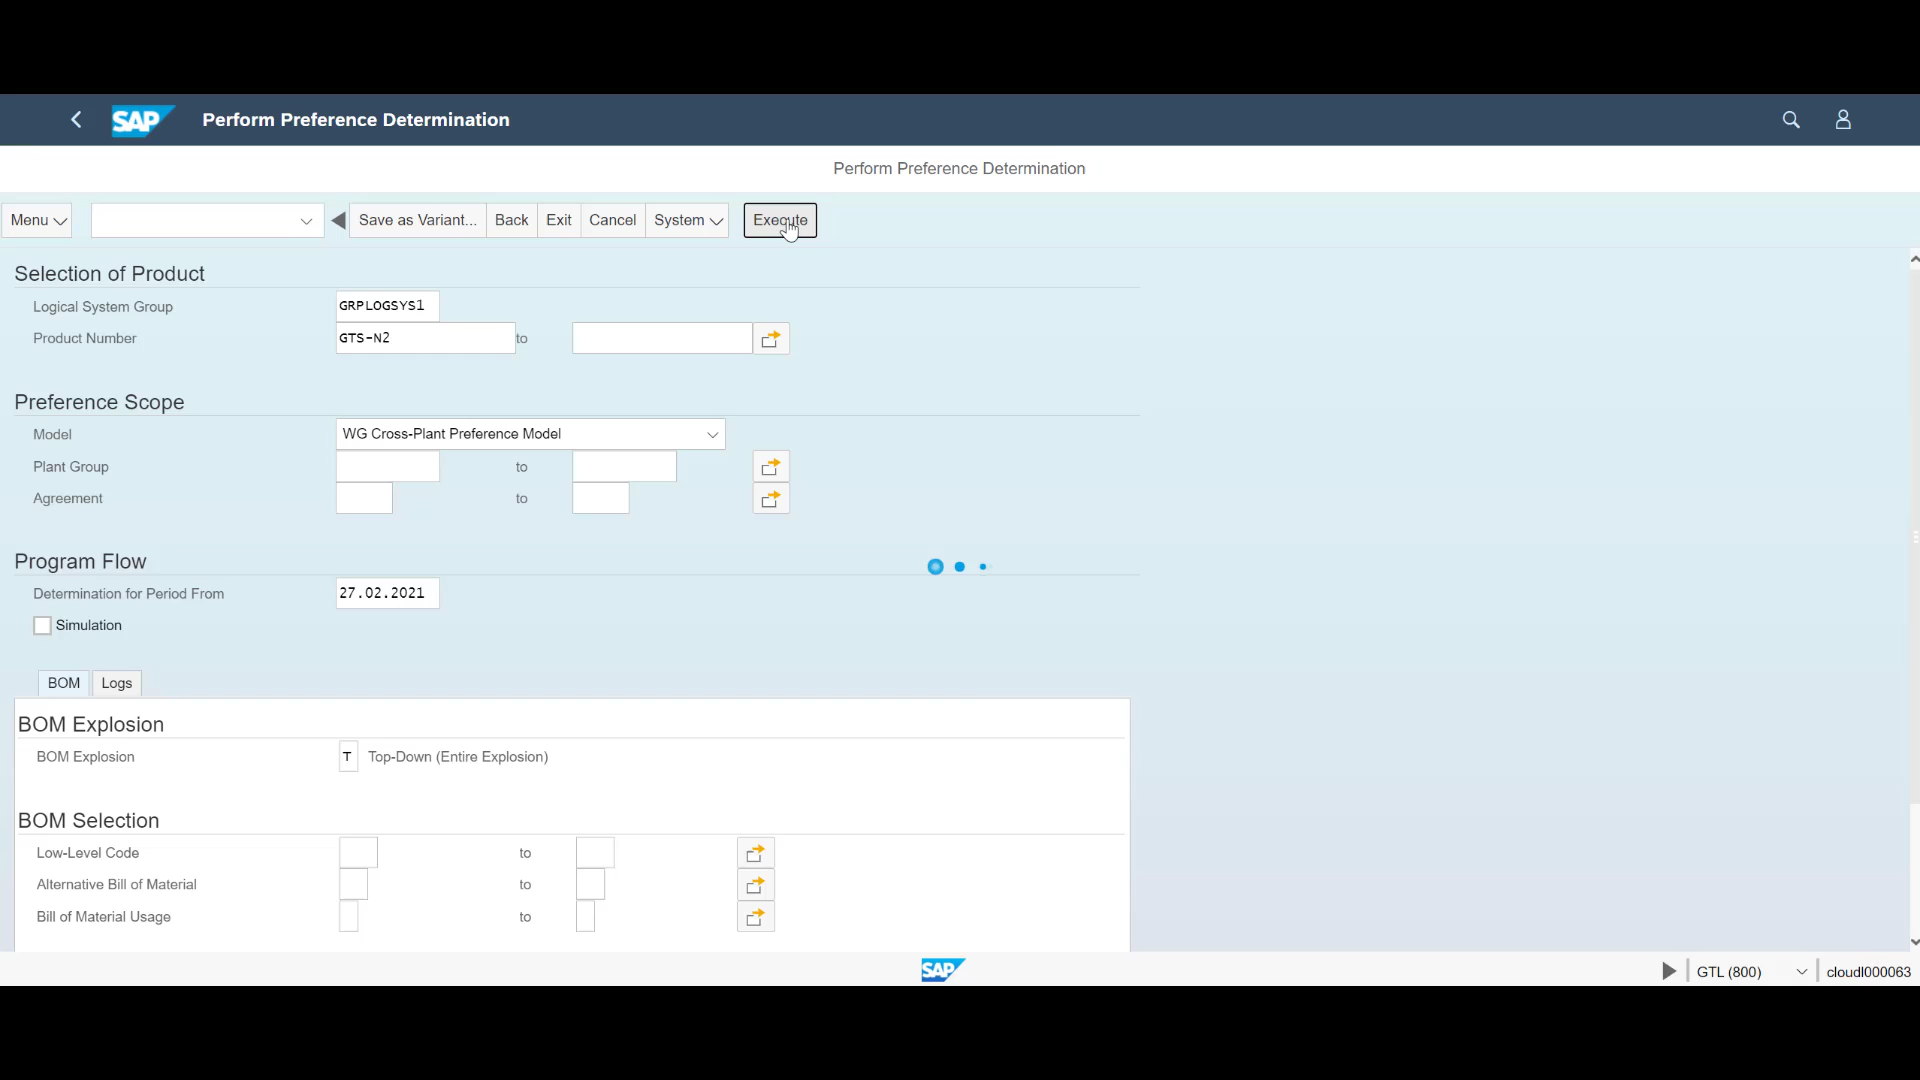 SAP Perform Preference Determination
Perform Preference Determination
Menu Save as Variant... Back Exit Cancel System Execute
Selection of Product
Logical System Group GRPLOGSYS1
Product Number GTS-N2 to
Preference Scope
Model WG Cross-Plant Preference Model
Plant Group to
Agreement to
Program Flow
Determination for Period From 27.02.2021
Simulation
BOM Logs
BOM Explosion
BOM Explosion T Top-Down (Entire Explosion)
BOM Selection
Low-Level Code to
Alternative Bill of Material to
Bill of Material Usage to
SAP GTL (800) cloudl000063